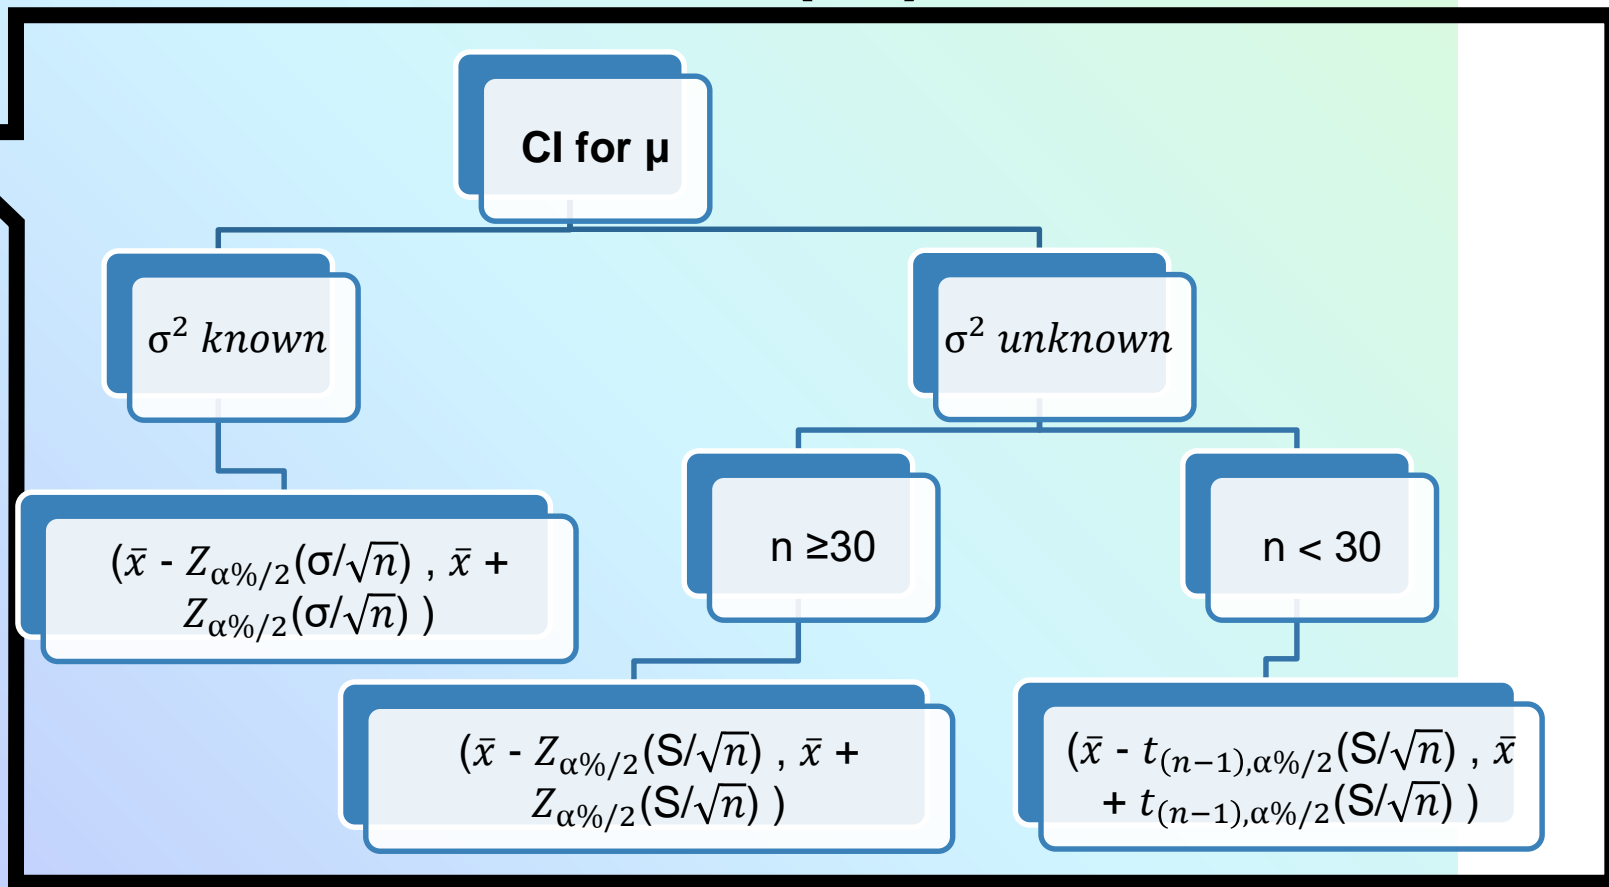 CI for μ
σ² known
σ² unknown
n ≥30
n < 30
(x̄ - Z_{α%/2}(σ/√n) , x̄ +
Z_{α%/2}(σ/√n) )
(x̄ - Z_{α%/2}(S/√n) , x̄ +
Z_{α%/2}(S/√n) )
(x̄ - t_{(n−1),α%/2}(S/√n) , x̄
+ t_{(n−1),α%/2}(S/√n) )